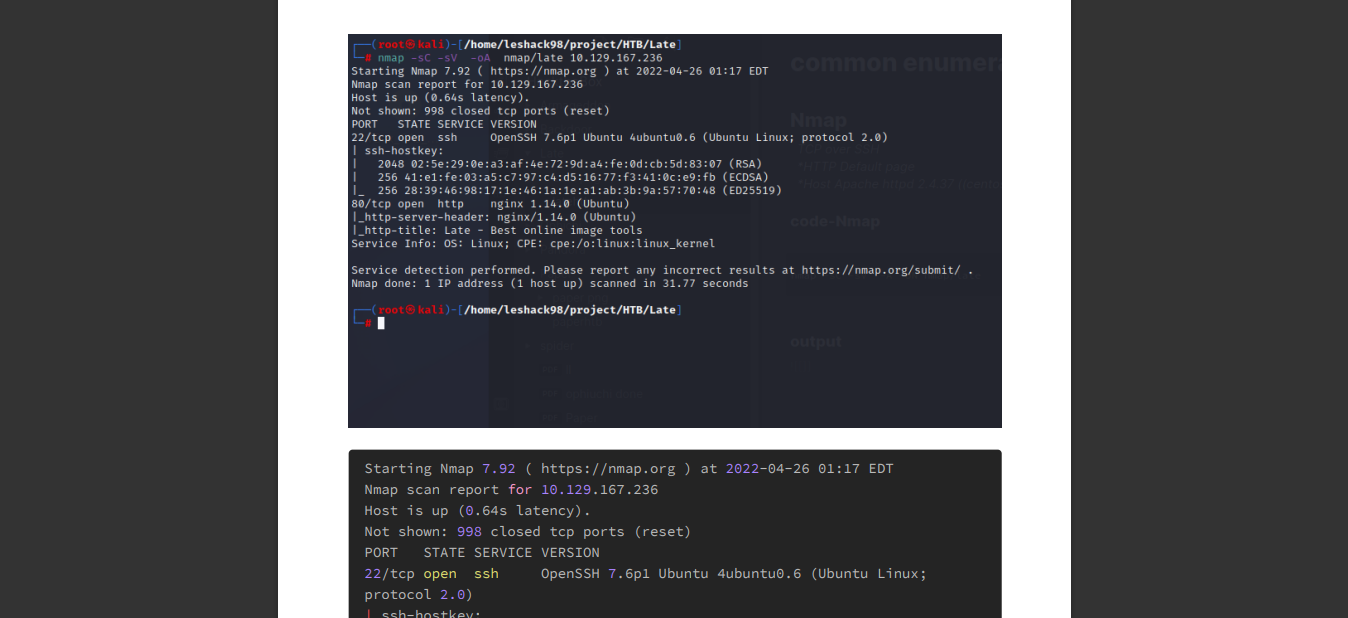 ┌──(root㉿kali)-[/home/leshack98/project/HTB/Late]
└─# nmap -sC -sV  -oA  nmap/late 10.129.167.236
Starting Nmap 7.92 ( https://nmap.org ) at 2022-04-26 01:17 EDT
Nmap scan report for 10.129.167.236
Host is up (0.64s latency).
Not shown: 998 closed tcp ports (reset)
PORT   STATE SERVICE VERSION
22/tcp open  ssh     OpenSSH 7.6p1 Ubuntu 4ubuntu0.6 (Ubuntu Linux; protocol 2.0)
| ssh-hostkey:
|   2048 02:5e:29:0e:a3:af:4e:72:9d:a4:fe:0d:cb:5d:83:07 (RSA)
|   256 41:e1:fe:03:a5:c7:97:c4:d5:16:77:f3:41:0c:e9:fb (ECDSA)
|_  256 28:39:46:98:17:1e:46:1a:1e:a1:ab:3b:9a:57:70:48 (ED25519)
80/tcp open  http    nginx 1.14.0 (Ubuntu)
|_http-server-header: nginx/1.14.0 (Ubuntu)
|_http-title: Late - Best online image tools
Service Info: OS: Linux; CPE: cpe:/o:linux:linux_kernel
Service detection performed. Please report any incorrect results at https://nmap.org/submit/ .
Nmap done: 1 IP address (1 host up) scanned in 31.77 seconds
┌──(root㉿kali)-[/home/leshack98/project/HTB/Late]
└─#
common enumera
Nmap
*HTTP Default page
code-Nmap
output
Starting Nmap 7.92 ( https://nmap.org ) at 2022-04-26 01:17 EDT
Nmap scan report for 10.129.167.236
Host is up (0.64s latency).
Not shown: 998 closed tcp ports (reset)
PORT   STATE SERVICE VERSION
22/tcp open  ssh     OpenSSH 7.6p1 Ubuntu 4ubuntu0.6 (Ubuntu Linux;
protocol 2.0)
| ssh-hostkey: